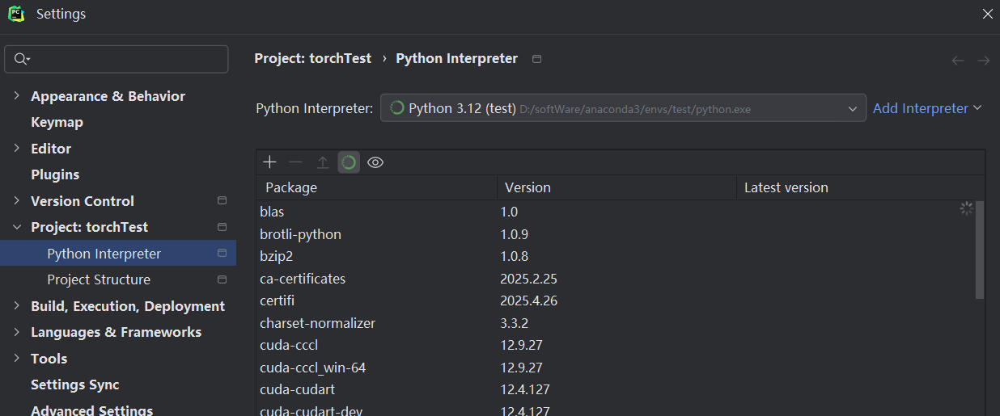 PC Settings
Project: torchTest › Python Interpreter
Python Interpreter: Python 3.12 (test) D:/softWare/anaconda3/envs/test/python.exe Add Interpreter
Appearance & Behavior
Keymap
Editor
Plugins
Version Control
Project: torchTest
Python Interpreter
Project Structure
Build, Execution, Deployment
Languages & Frameworks
Tools
Settings Sync
Advanced Settings
Package Version Latest version
blas 1.0
brotli-python 1.0.9
bzip2 1.0.8
ca-certificates 2025.2.25
certifi 2025.4.26
charset-normalizer 3.3.2
cuda-cccl 12.9.27
cuda-cccl_win-64 12.9.27
cuda-cudart 12.4.127
cuda-cudart-dev 12.4.127